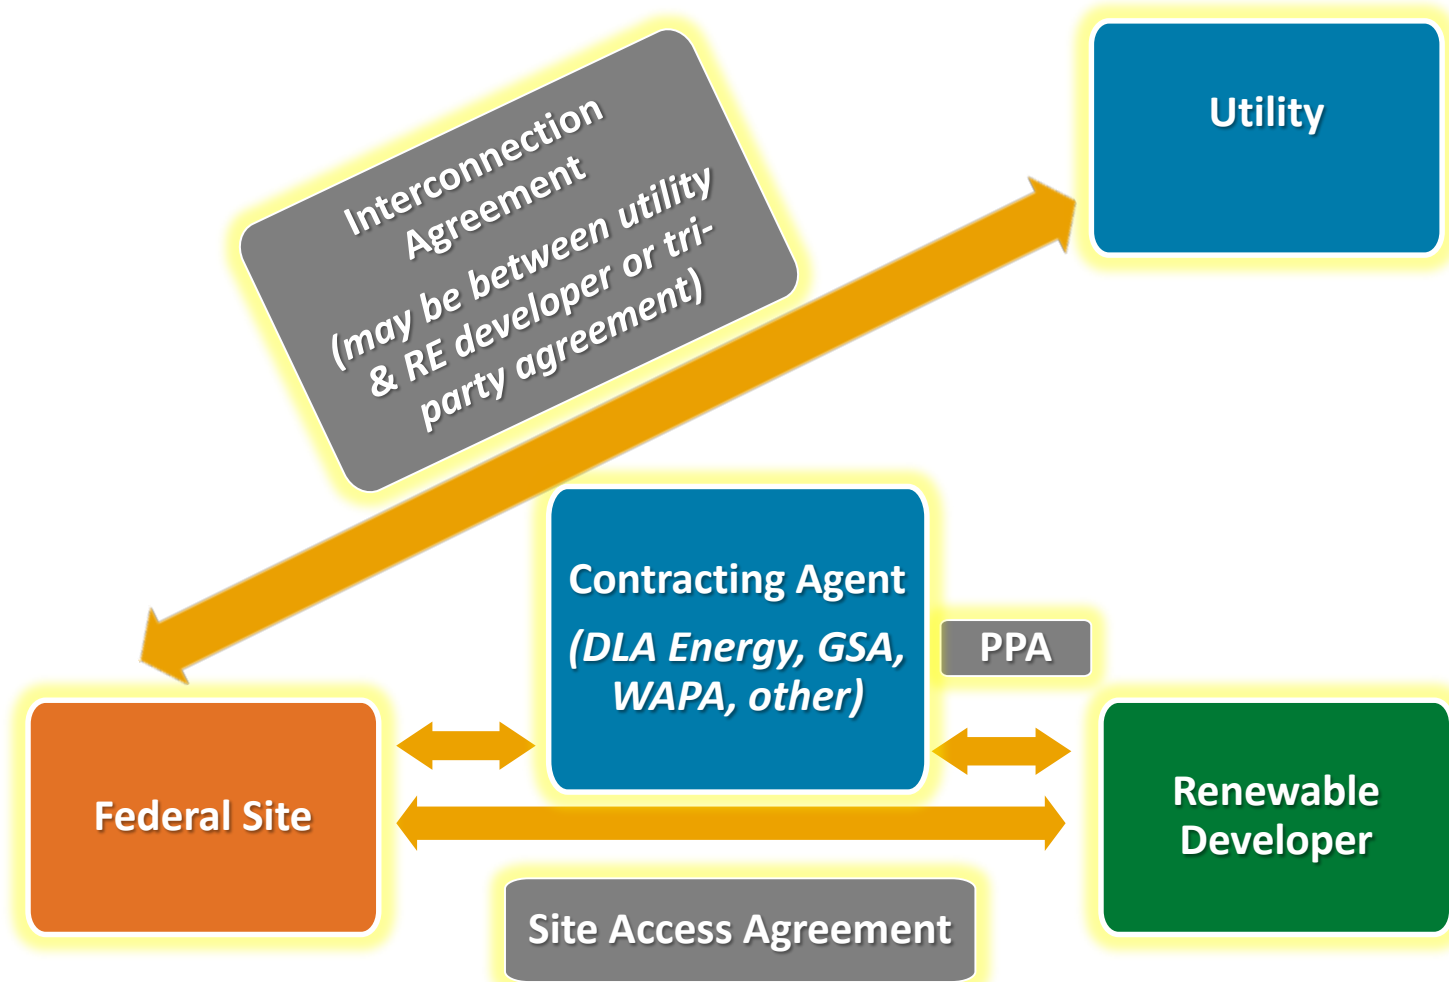 Interconnection
Agreement
(may be between utility
& RE developer or tri-
party agreement)
Utility
Contracting Agent
(DLA Energy, GSA,
WAPA, other)
PPA
Federal Site
Renewable
Developer
Site Access Agreement